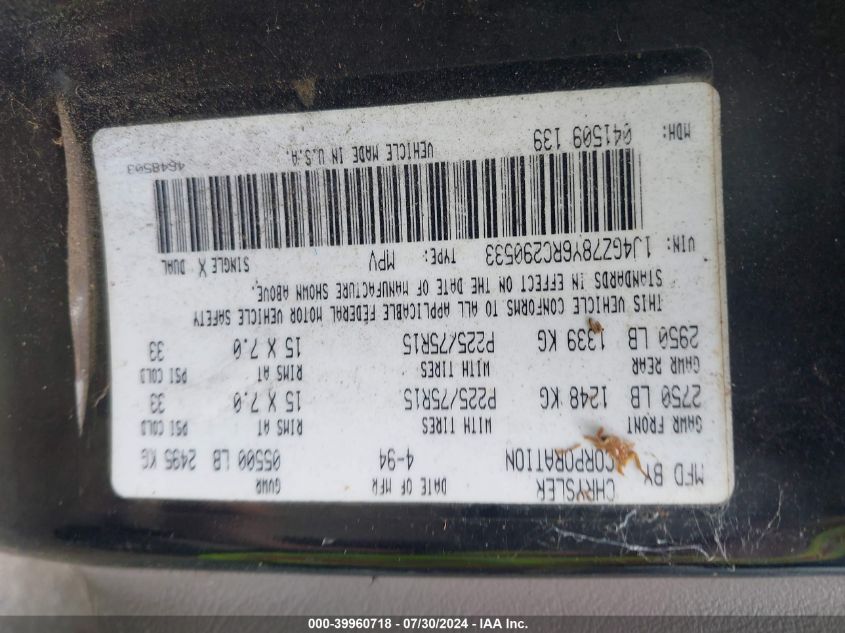 MFD BY CHRYSLER CORPORATION DATE OF MFR 4-94 GVWR 05500 LB 2495 KG
GAWR FRONT WITH TIRES RIMS AT PSI COLD
2750 LB 1248 KG P225/75R15 15 X 7.0 33
GAWR REAR WITH TIRES RIMS AT PSI COLD
2950 LB 1339 KG P225/75R15 15 X 7.0 33
THIS VEHICLE CONFORMS TO ALL APPLICABLE FEDERAL MOTOR VEHICLE SAFETY
STANDARDS IN EFFECT ON THE DATE OF MANUFACTURE SHOWN ABOVE.
VIN: 1J4GZ78Y6RC290533 TYPE: MPV SINGLE X DUAL
MDH: 041509 139 VEHICLE MADE IN U.S.A. 4648503
000-39960718 / 07/30/2024 - IAA Inc.